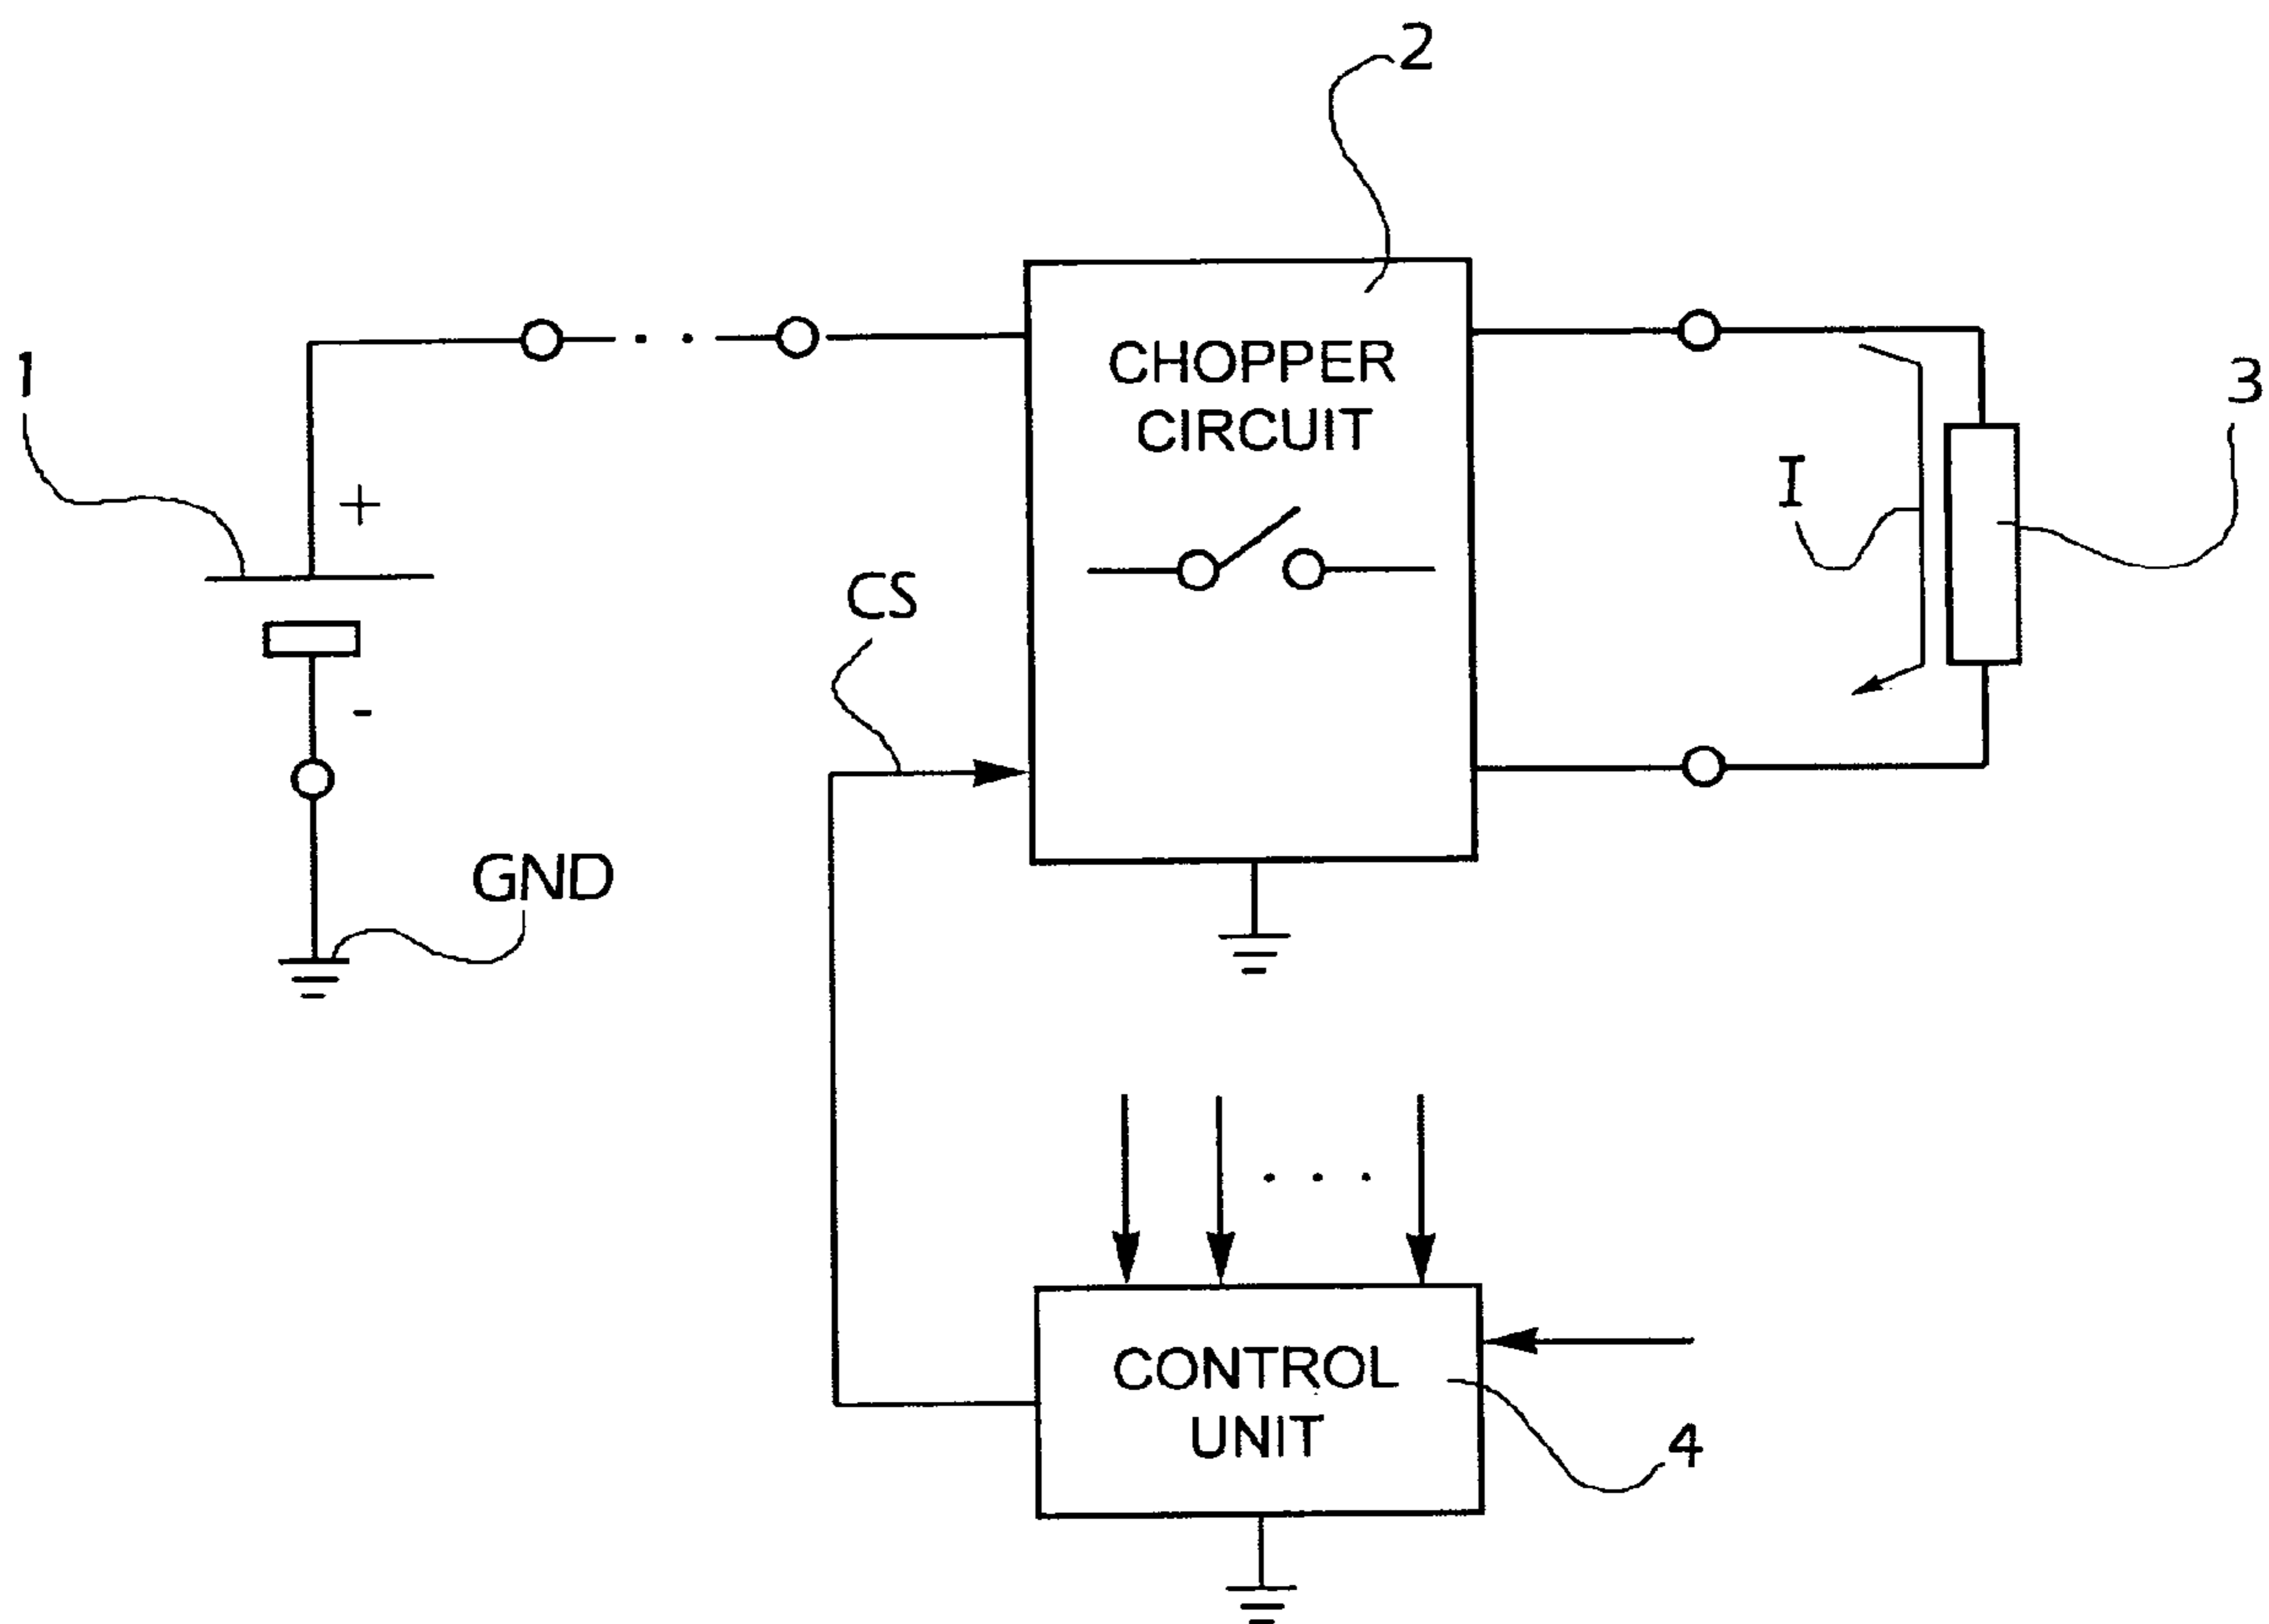 2
CHOPPER
CIRCUIT
1
3
I
+
CS
-
GND
CONTROL
UNIT
4